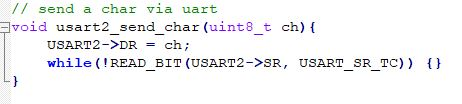 // send a char via uart
void usart2_send_char(uint8_t ch){
    USART2->DR = ch;
    while(!READ_BIT(USART2->SR, USART_SR_TC)) {}
}